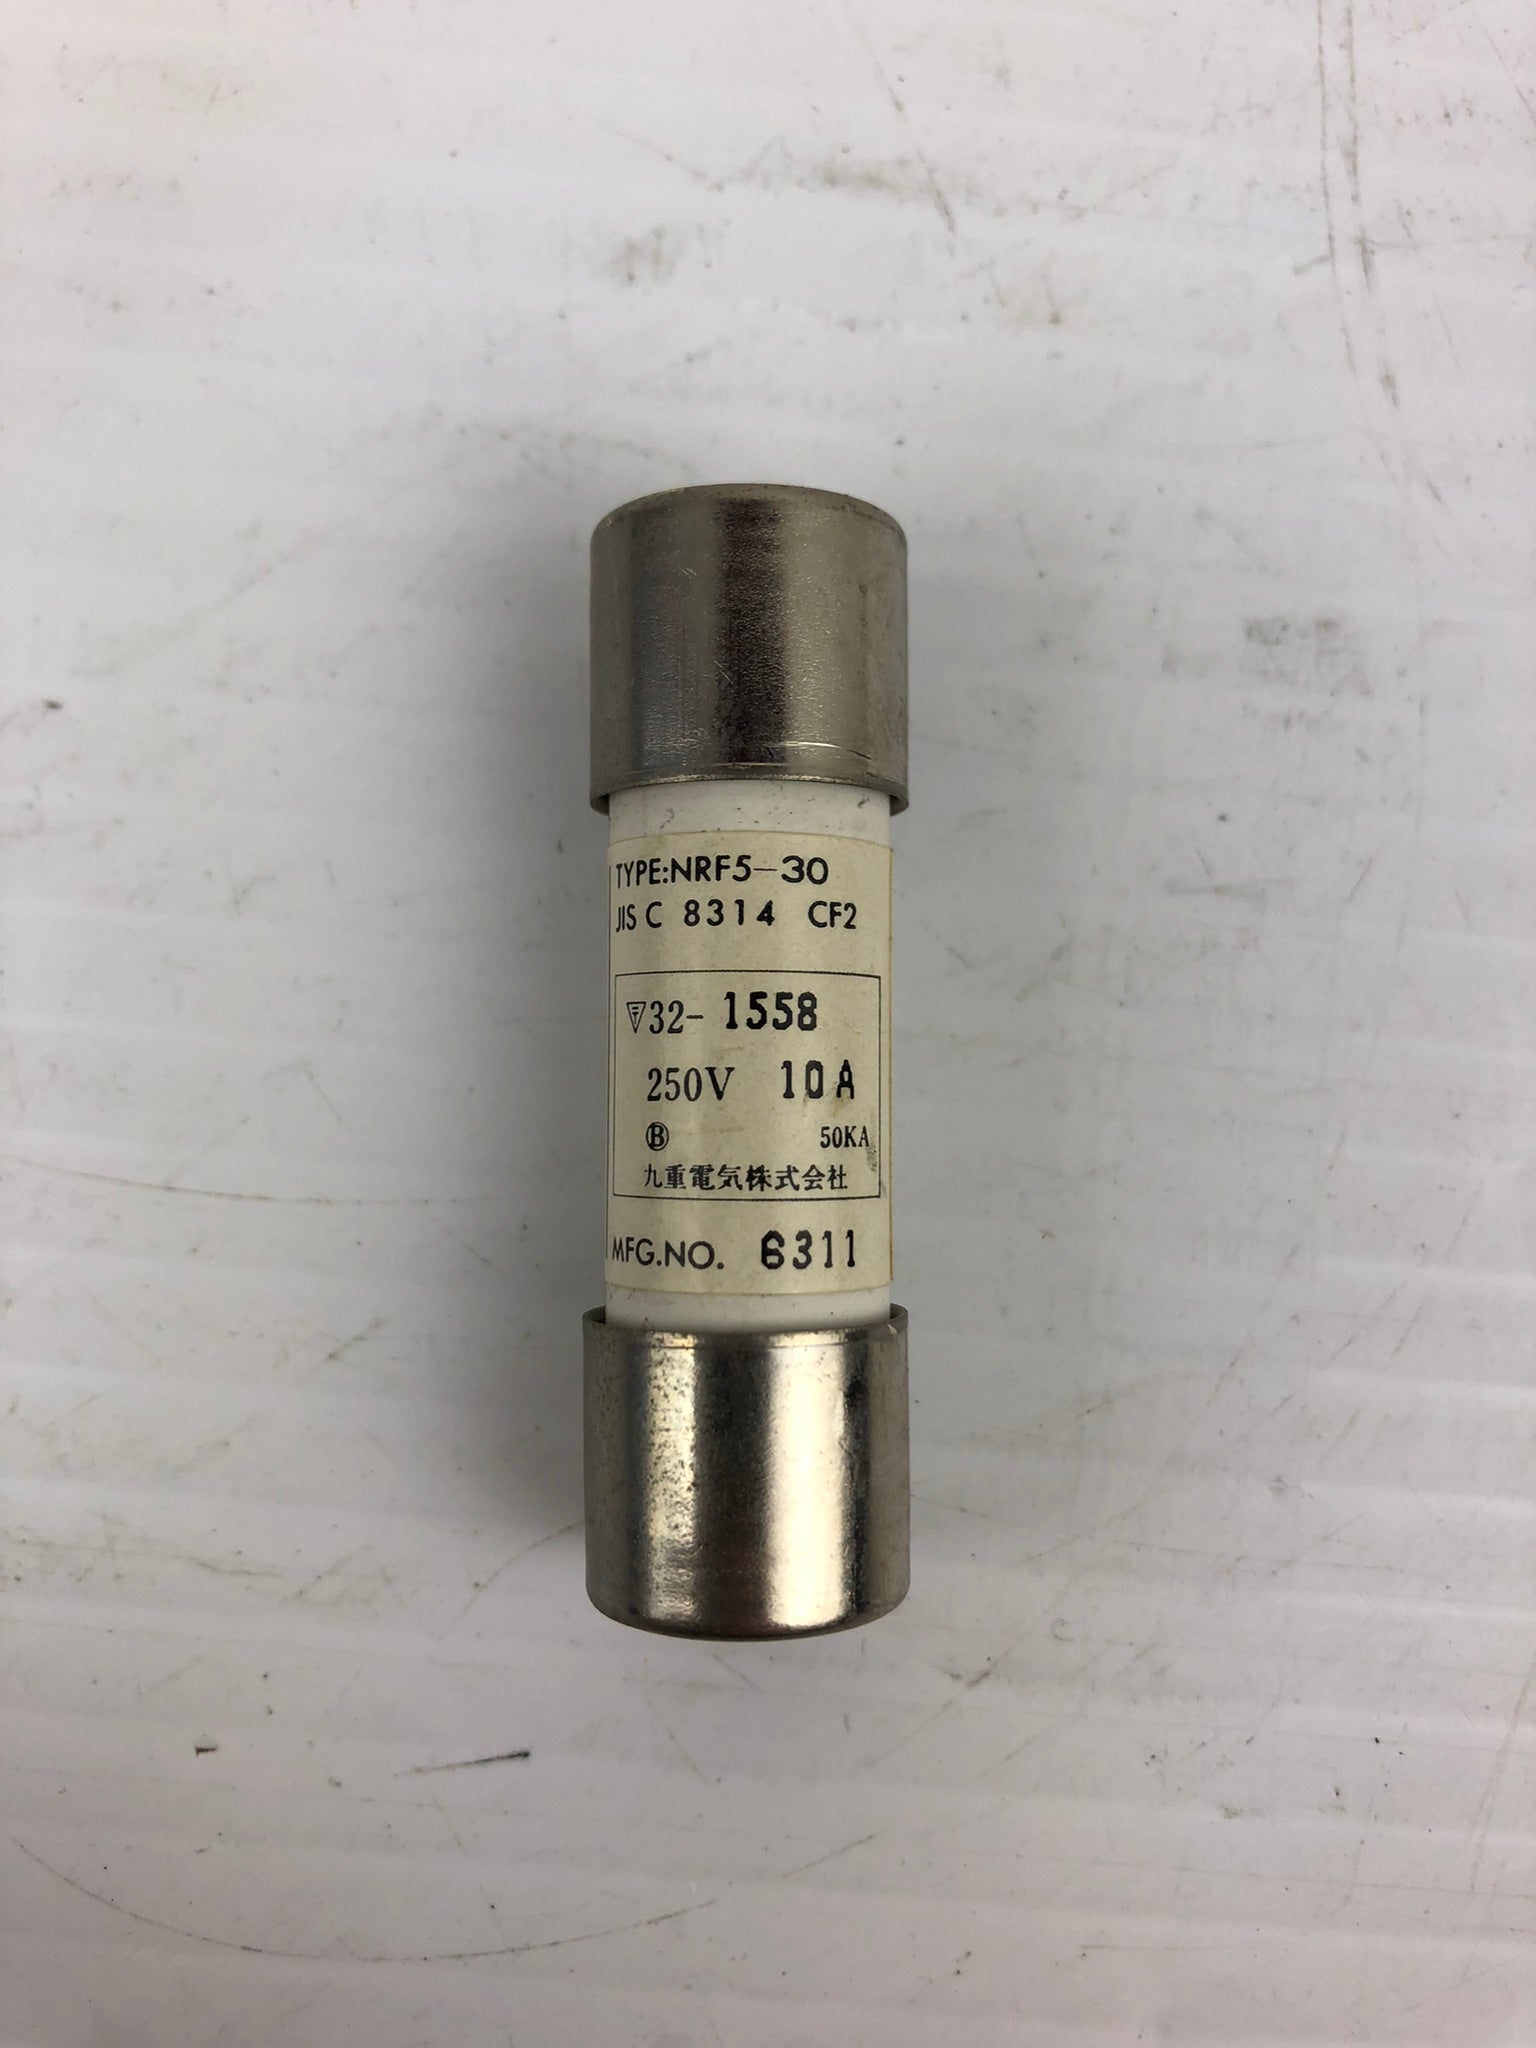 TYPE:NRF5-30
JIS C 8314 CF2
32- 1558
250V 10A
Ⓑ 50KA
九重電気株式会社
MFG.NO. 6311